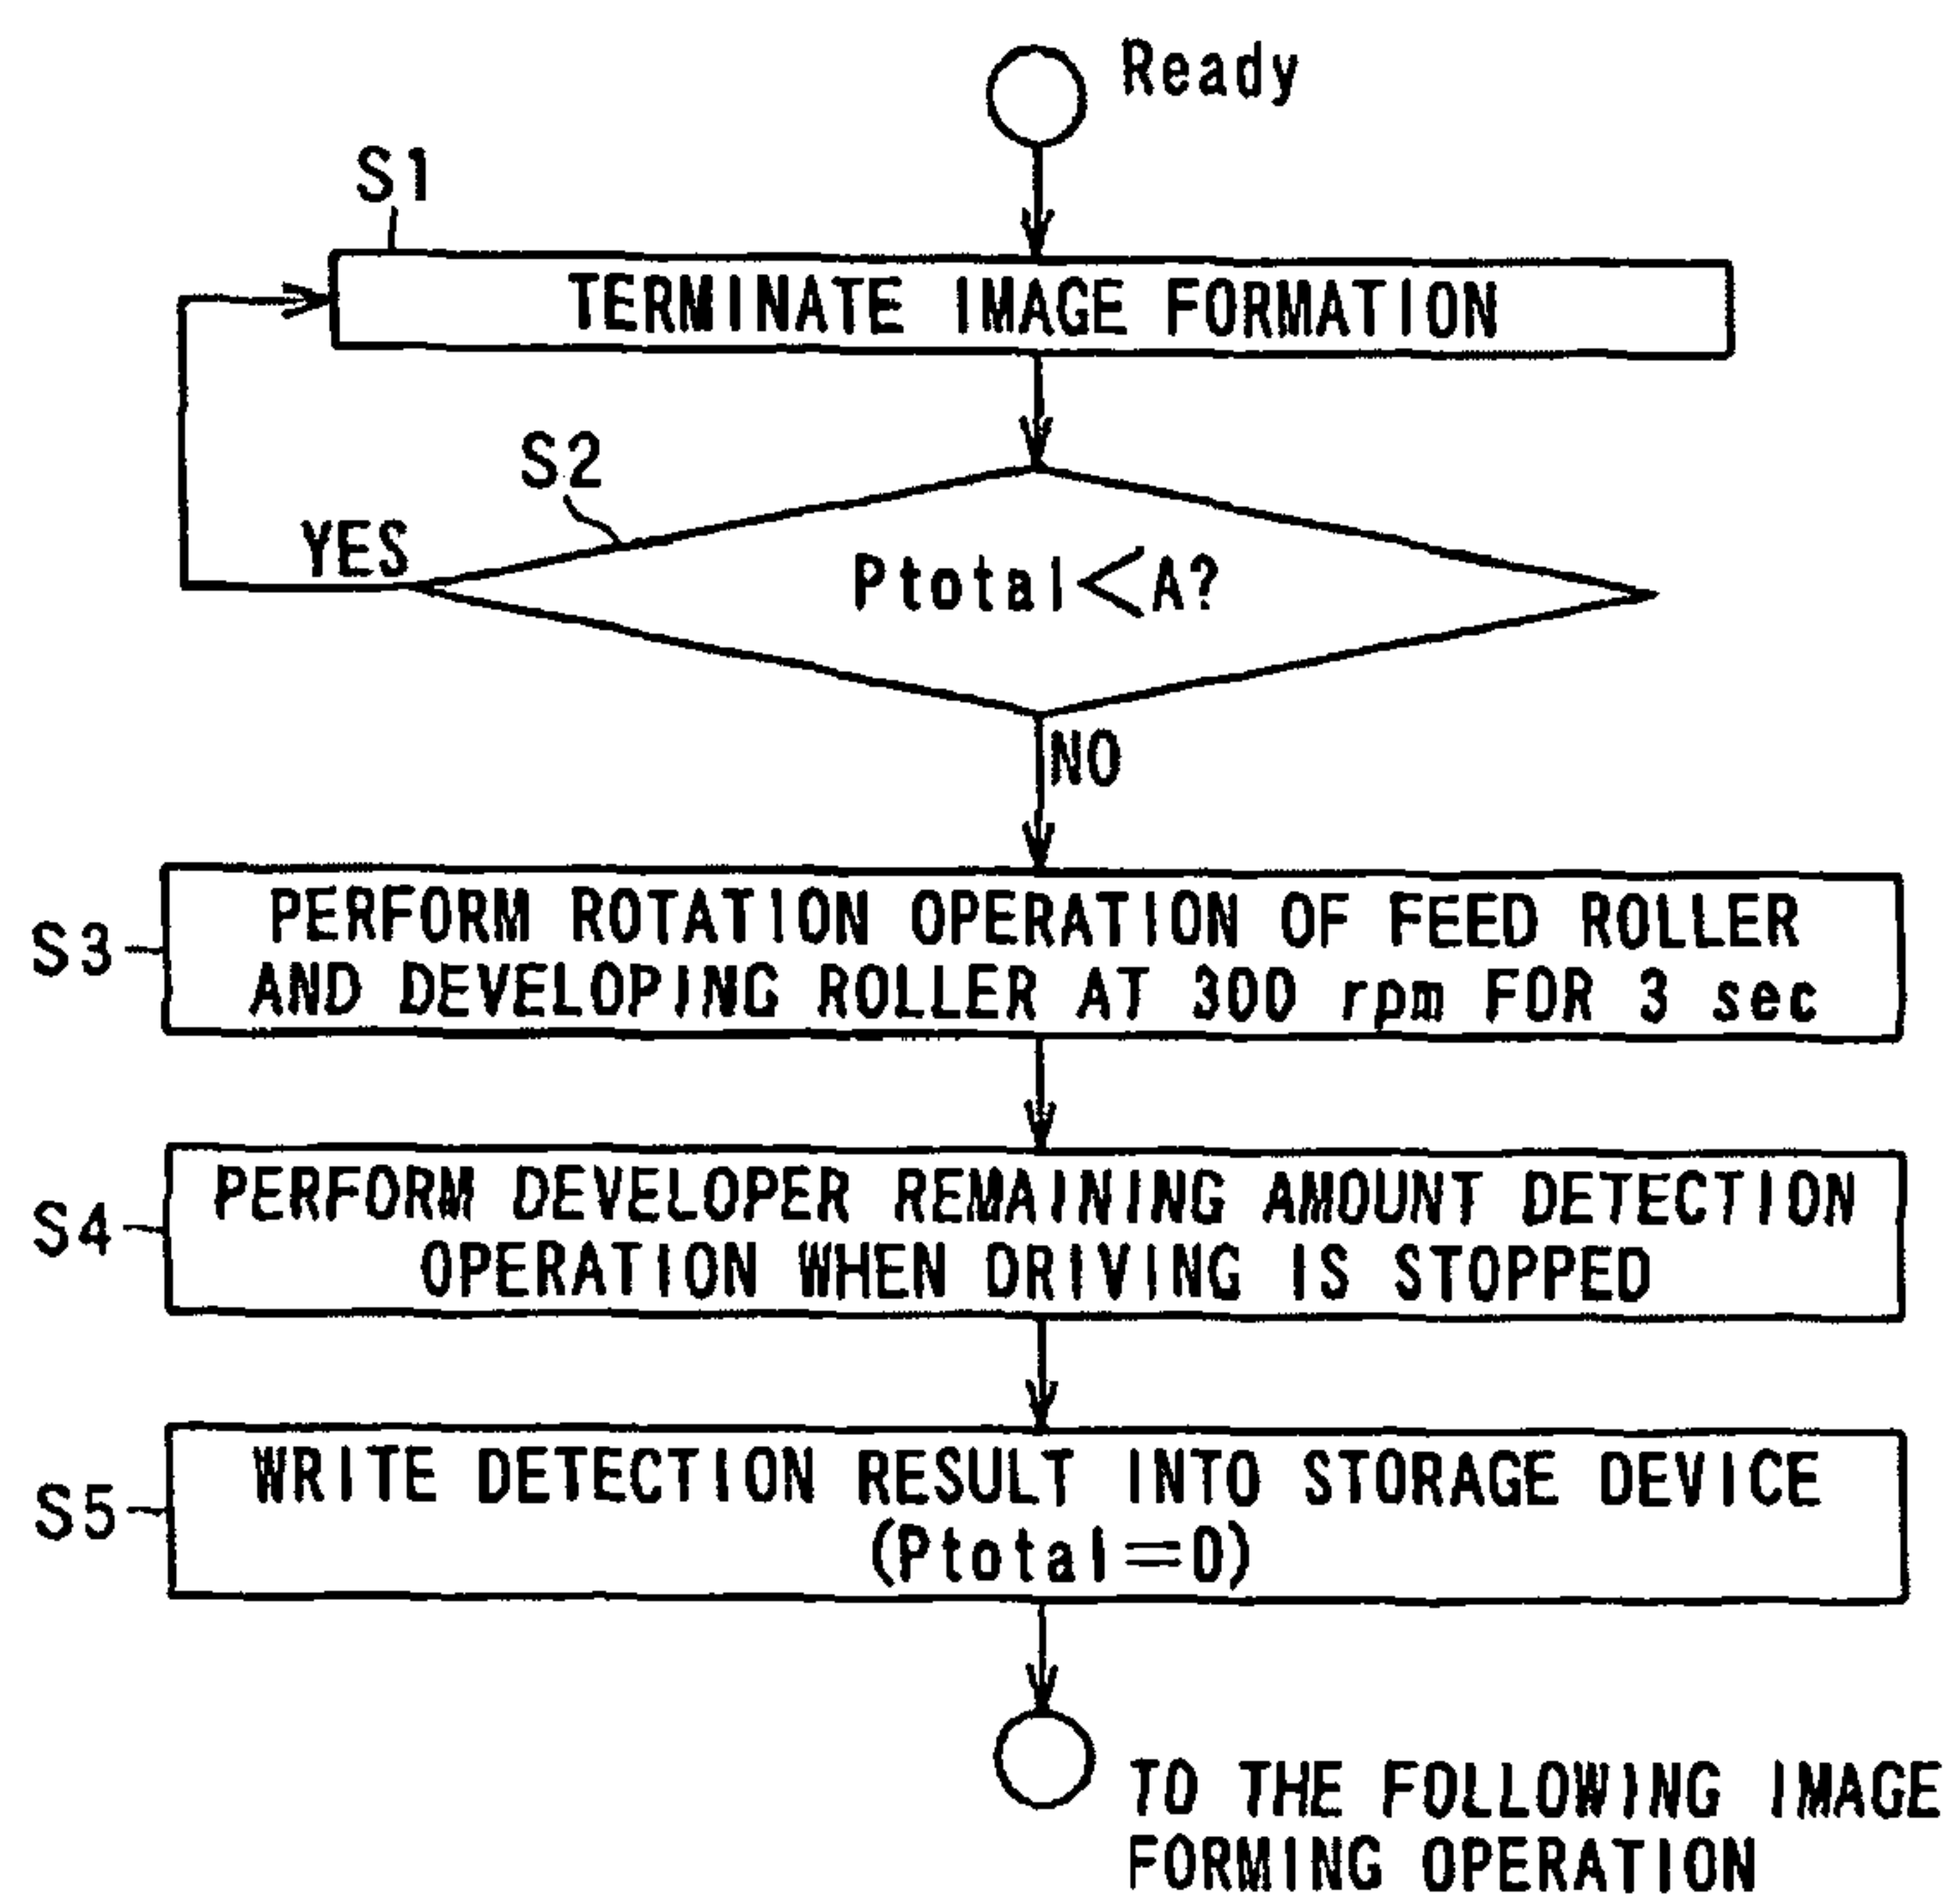 Ready
S1
TERMINATE IMAGE FORMATION
S2
YES
Ptotal<A?
NO
S3
PERFORM ROTATION OPERATION OF FEED ROLLER
AND DEVELOPING ROLLER AT 300 rpm FOR 3 sec
S4
PERFORM DEVELOPER REMAINING AMOUNT DETECTION
OPERATION WHEN DRIVING IS STOPPED
S5
WRITE DETECTION RESULT INTO STORAGE DEVICE
(Ptotal=0)
TO THE FOLLOWING IMAGE
FORMING OPERATION